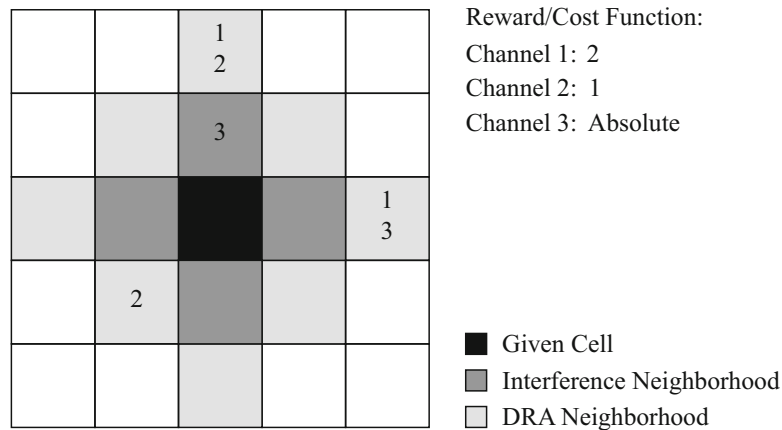 Reward/Cost Function:
Channel 1: 2
Channel 2: 1
Channel 3: Absolute
1
2
3
1
3
2
Given Cell
Interference Neighborhood
DRA Neighborhood